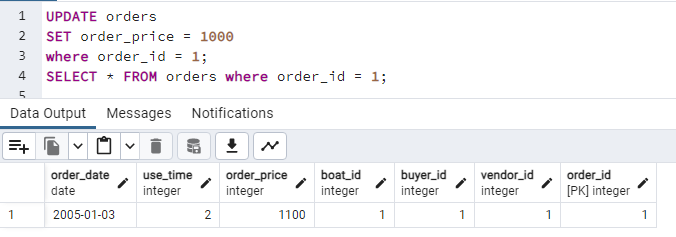 1 UPDATE orders
2 SET order_price = 1000
3 where order_id = 1;
4 SELECT * FROM orders where order_id = 1;
5
Data Output Messages Notifications
order_date use_time order_price boat_id buyer_id vendor_id order_id
date integer integer integer integer integer [PK] integer
1 2005-01-03 2 1100 1 1 1 1